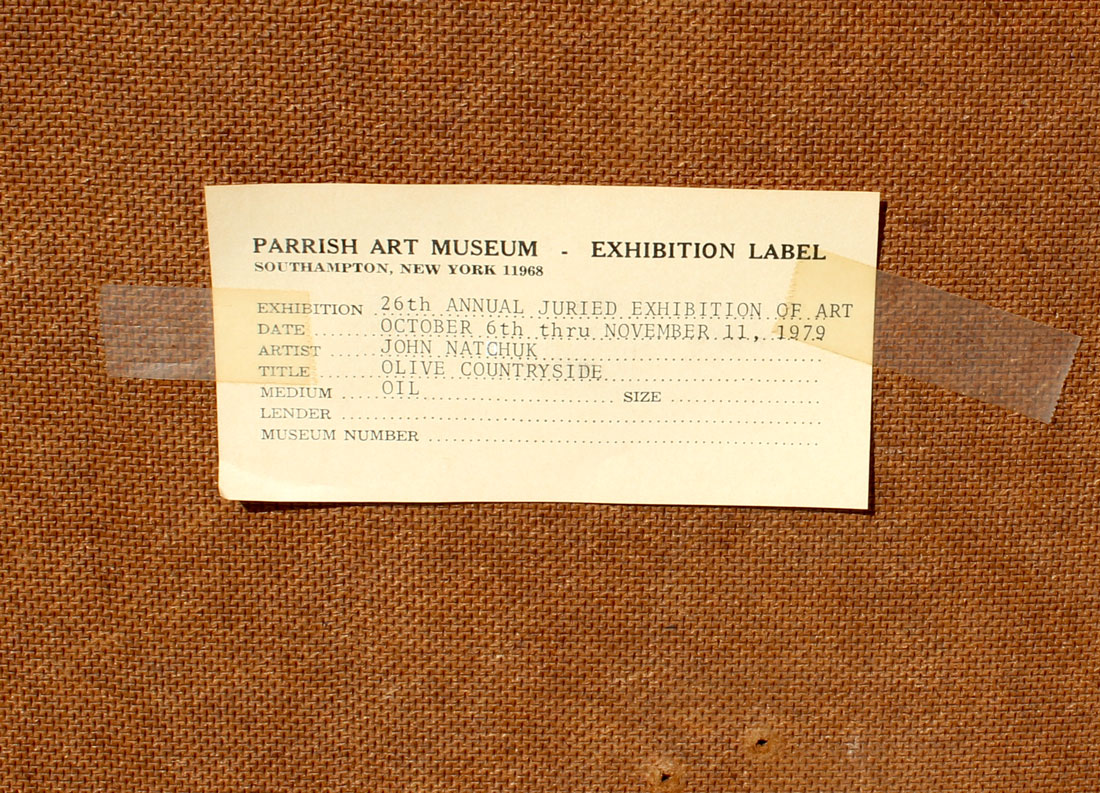 PARRISH ART MUSEUM - EXHIBITION LABEL
SOUTHAMPTON, NEW YORK 11968
EXHIBITION 26th ANNUAL JURIED EXHIBITION OF ART
DATE ..... OCTOBER 6th thru NOVEMBER 11, 1979
ARTIST ..... JOHN NATCHUK
TITLE ..... OLIVE COUNTRYSIDE
MEDIUM ..... OIL ..... SIZE .....
LENDER .....
MUSEUM NUMBER .....